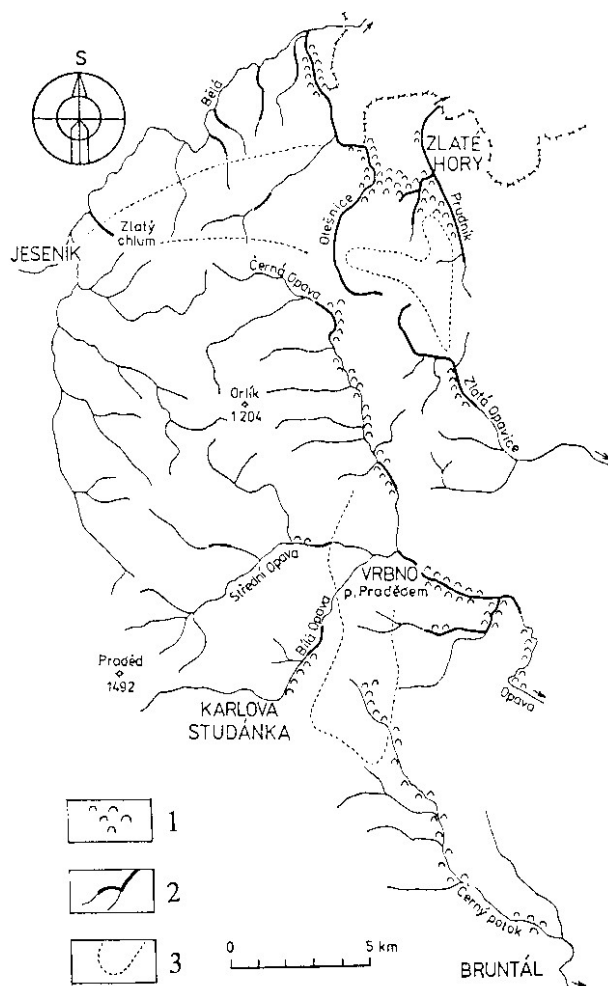 S
Bělá
ZLATÉ
HORY
Olešnice
Prudník
Zlatý
chlum
JESENÍK
Černá Opava
Orlík
1204
Zlatá Opavice
Střední Opava
VRBNO
p. Pradědem
Bílá Opava
Praděd
1492
Opava
KARLOVA
STUDÁNKA
1
2
3
0 5 km
Černý potok
BRUNTÁL